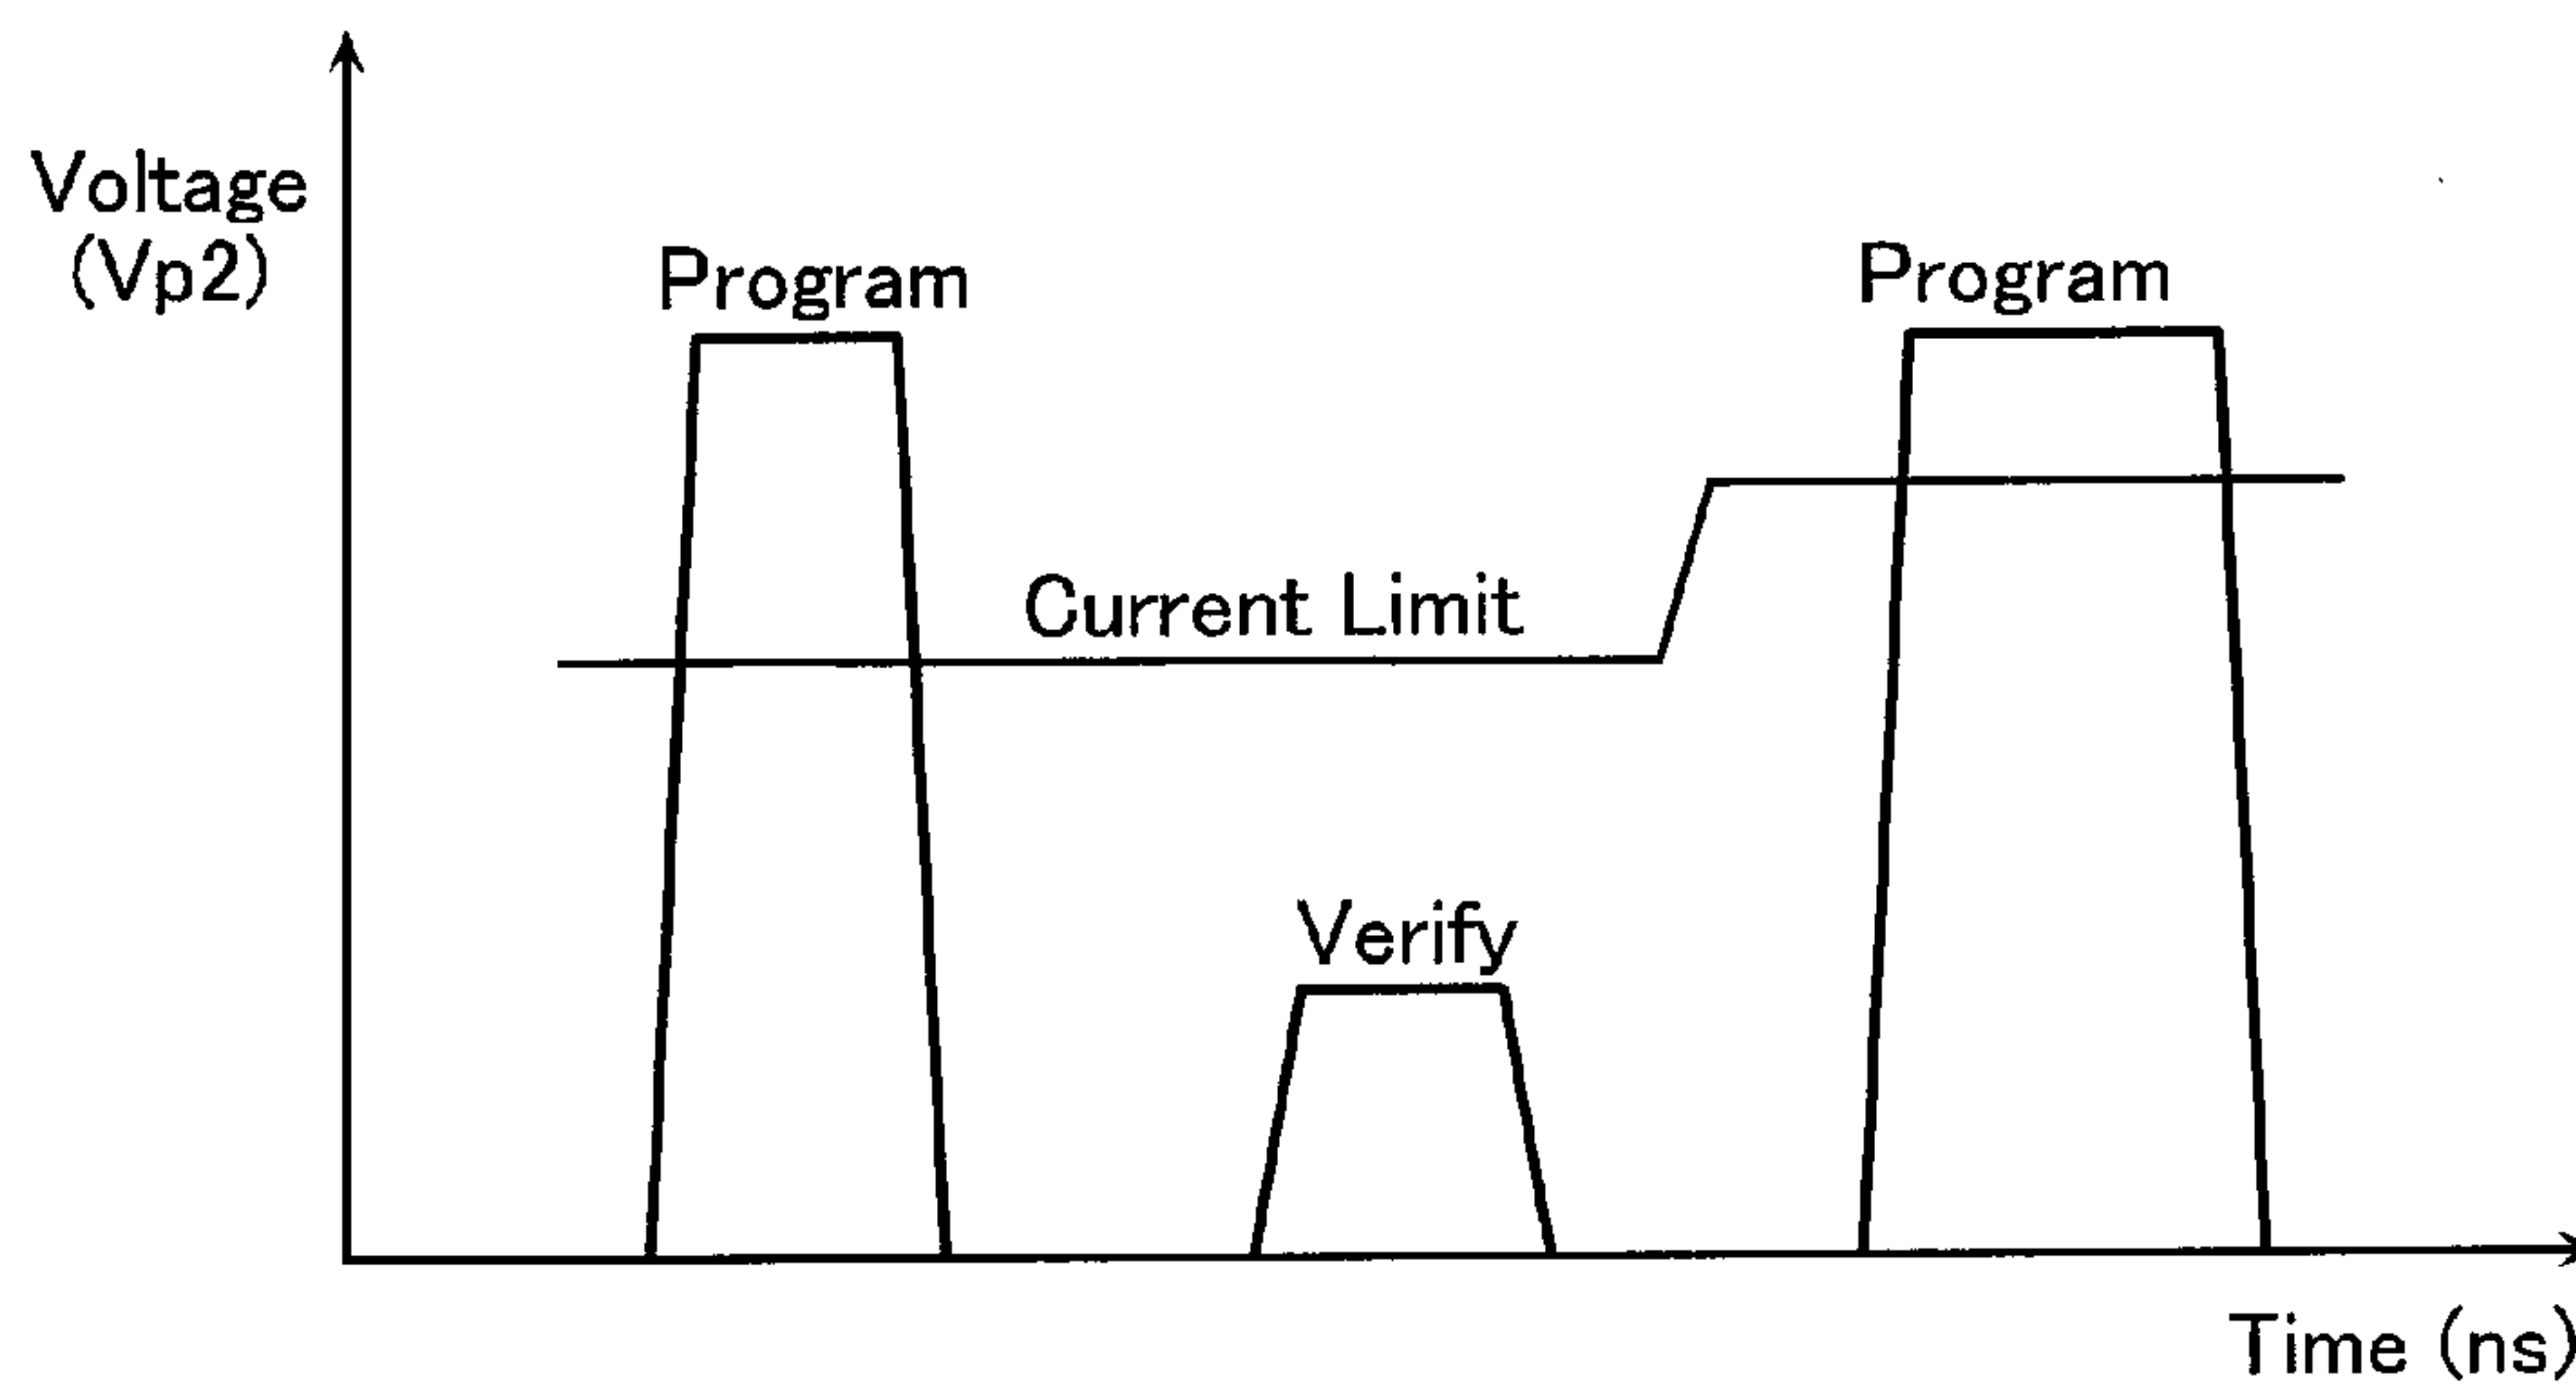 Voltage
(Vp2)
Program
Program
Current Limit
Verify
Time (ns)